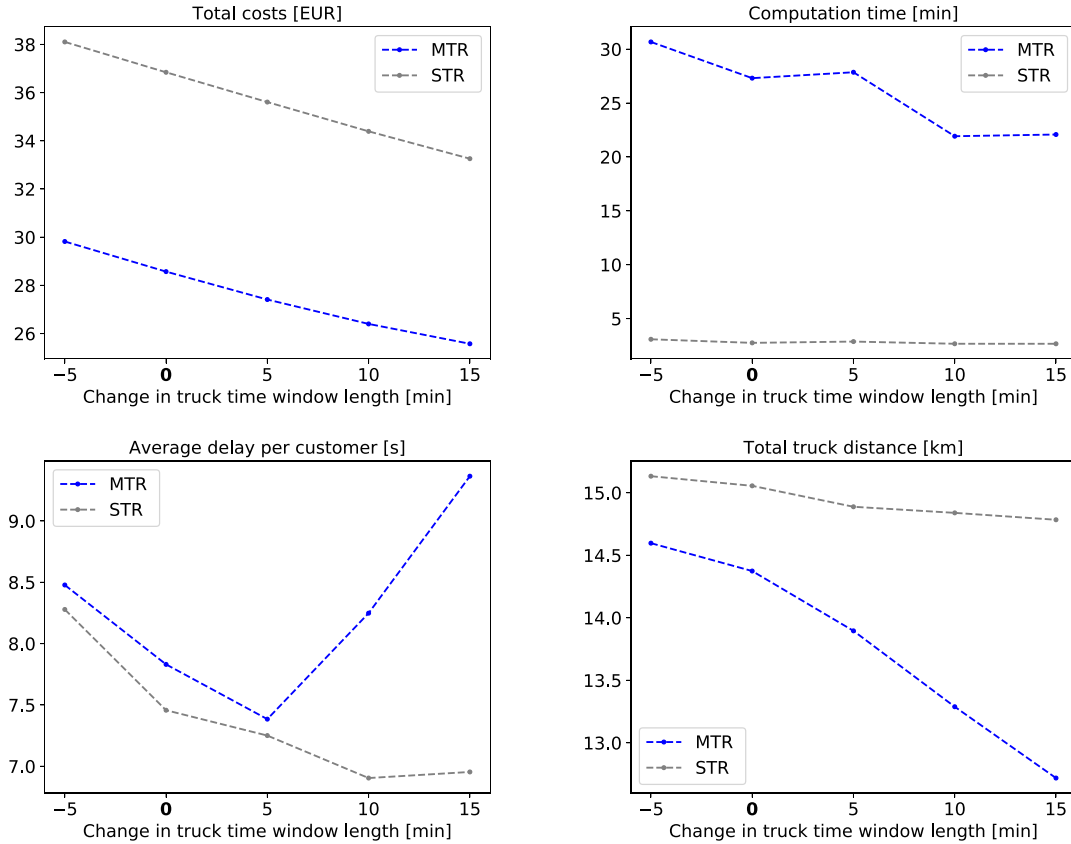 Total costs [EUR]
38
36
34
32
30
28
26
MTR
STR
−5 0 5 10 15
Change in truck time window length [min]
Computation time [min]
30
25
20
15
10
5
MTR
STR
−5 0 5 10 15
Change in truck time window length [min]
Average delay per customer [s]
9.0
8.5
8.0
7.5
7.0
MTR
STR
−5 0 5 10 15
Change in truck time window length [min]
Total truck distance [km]
15.0
14.5
14.0
13.5
13.0
MTR
STR
−5 0 5 10 15
Change in truck time window length [min]